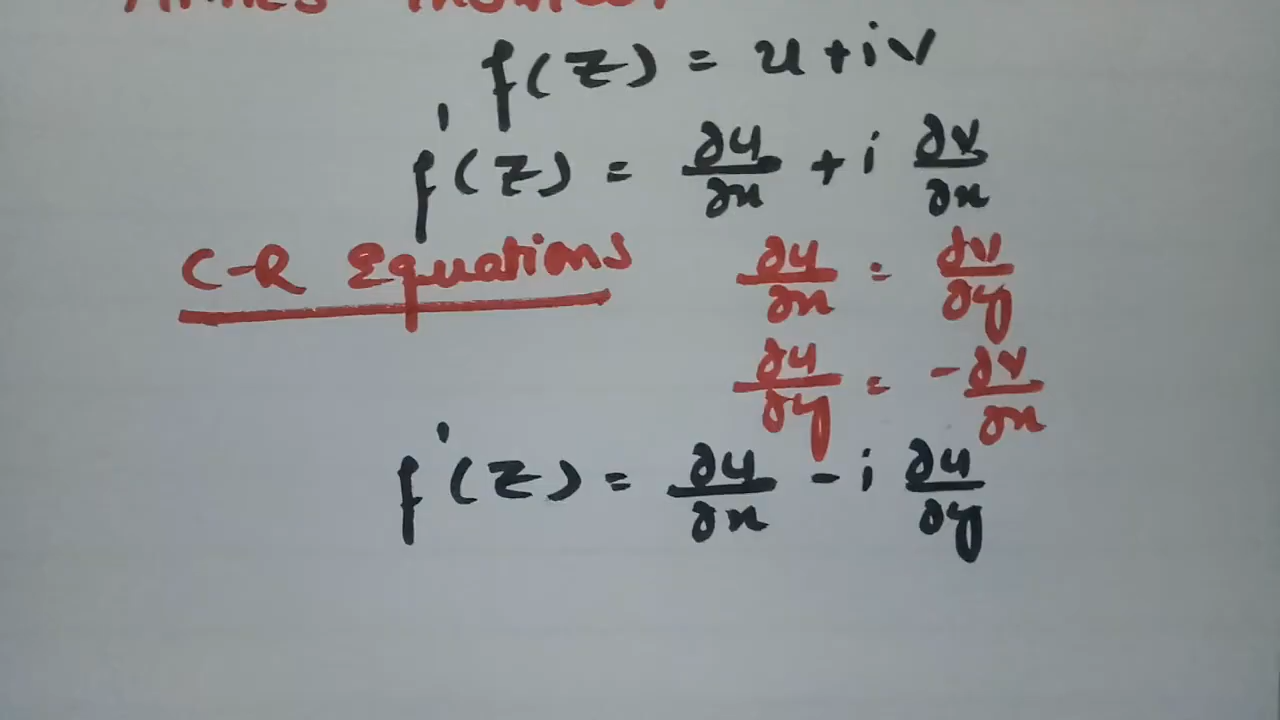 f(z) = u + iv
f'(z) = ∂u/∂x + i ∂v/∂x
C-R Equations ∂u/∂x = ∂v/∂y
∂u/∂y = -∂v/∂x
f'(z) = ∂u/∂x - i ∂u/∂y